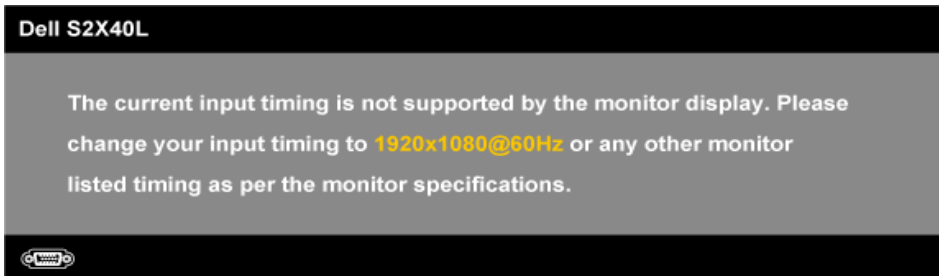 Dell S2X40L
The current input timing is not supported by the monitor display. Please
change your input timing to 1920x1080@60Hz or any other monitor
listed timing as per the monitor specifications.